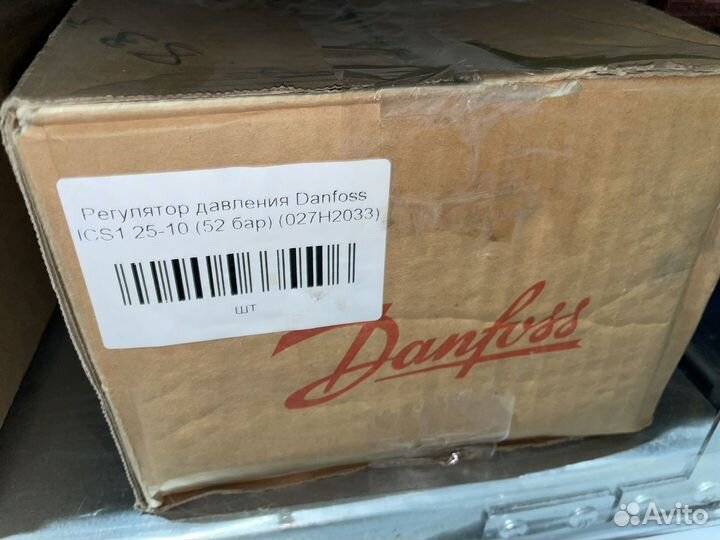 Регулятор давления Danfoss
ICS1 25-10 (52 бар) (027H2033)
шт
Danfoss
Avito